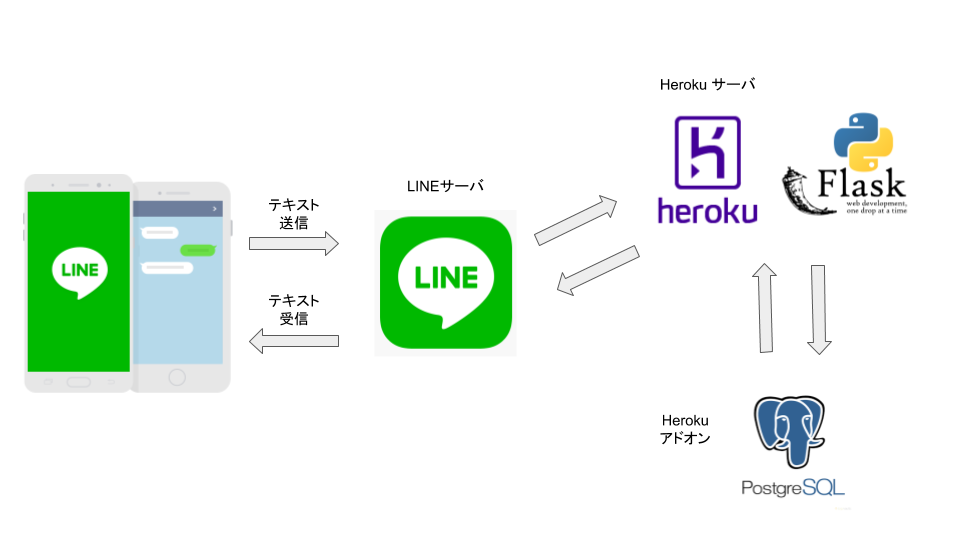 Heroku サーバ
LINEサーバ
テキスト
送信
LINE
LINE
heroku
Flask
web development,
one drop at a time
テキスト
受信
Heroku
アドオン
PostgreSQL